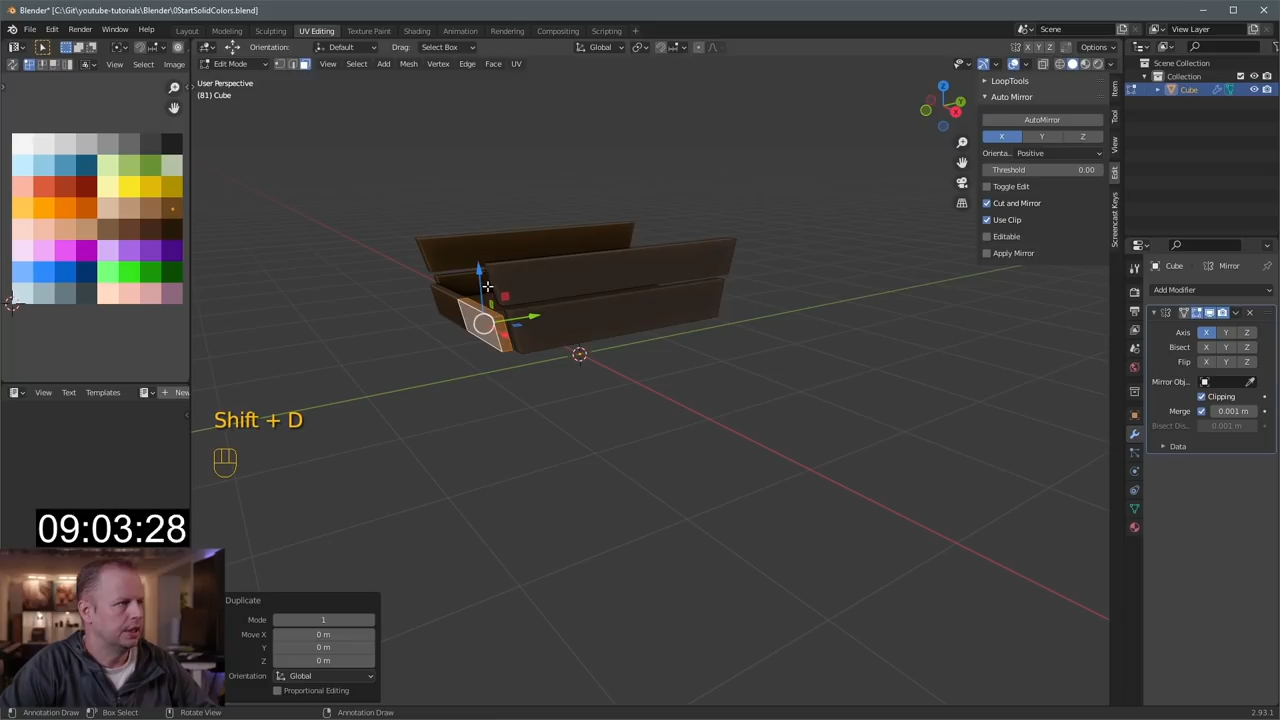 Blender* [C:\Git\youtube-tutorials\Blender\0StartSolidColors.blend]
File Edit Render Window Help
Layout Modeling Sculpting UV Editing Texture Paint Shading Animation Rendering Compositing Scripting +
Scene
View Layer
Orientation: Default Drag: Select Box
Global
X Y Z Options
View Select Image
Edit Mode
View Select Add Mesh Vertex Edge Face UV
User Perspective
(81) Cube
Scene Collection
Collection
Cube
LoopTools
Auto Mirror
AutoMirror
X Y Z
Orienta... Positive
Threshold 0.00
Toggle Edit
Cut and Mirror
Use Clip
Editable
Apply Mirror
Item
Tool
View
Edit
Screencast Keys
Z
Y
X
Cube
Mirror
Add Modifier
Axis X Y Z
Bisect X Y Z
Flip X Y Z
Mirror Obj...
Clipping
Merge 0.001 m
Bisect Dis... 0.001 m
Data
View Text Templates
New
Shift + D
09:03:28
Duplicate
Mode 1
Move X 0 m
Y 0 m
Z 0 m
Orientation Global
Proportional Editing
Annotation Draw
Box Select
Rotate View
Annotation Draw
2.93.1